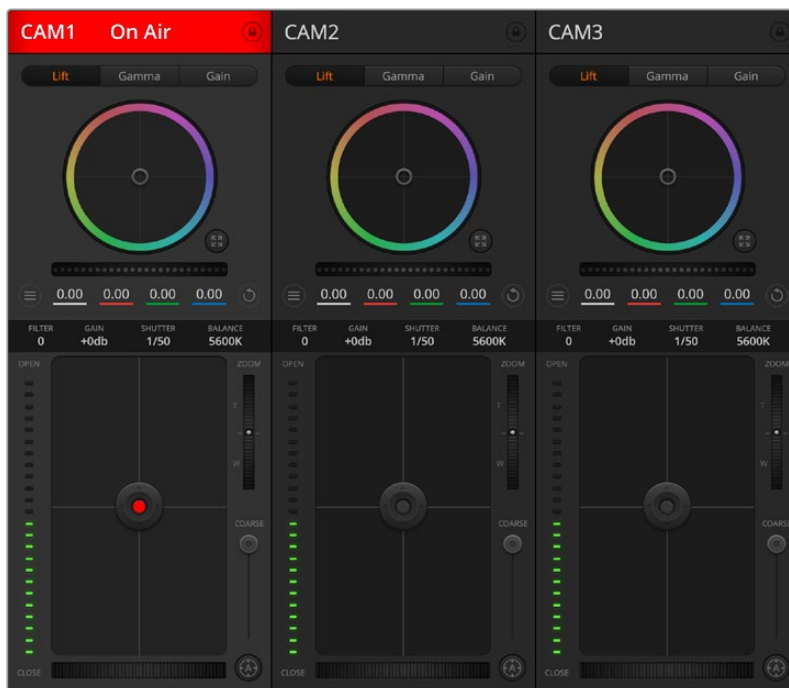 CAM1 On Air CAM2 CAM3
Lift Gamma Gain Lift Gamma Gain Lift Gamma Gain
0.00 0.00 0.00 0.00 0.00 0.00 0.00 0.00 0.00 0.00 0.00 0.00
FILTER GAIN SHUTTER BALANCE FILTER GAIN SHUTTER BALANCE FILTER GAIN SHUTTER BALANCE
0 +0db 1/50 5600K 0 +0db 1/50 5600K 0 +0db 1/50 5600K
OPEN ZOOM OPEN ZOOM OPEN ZOOM
T T T
W W W
COARSE COARSE COARSE
CLOSE A CLOSE A CLOSE A